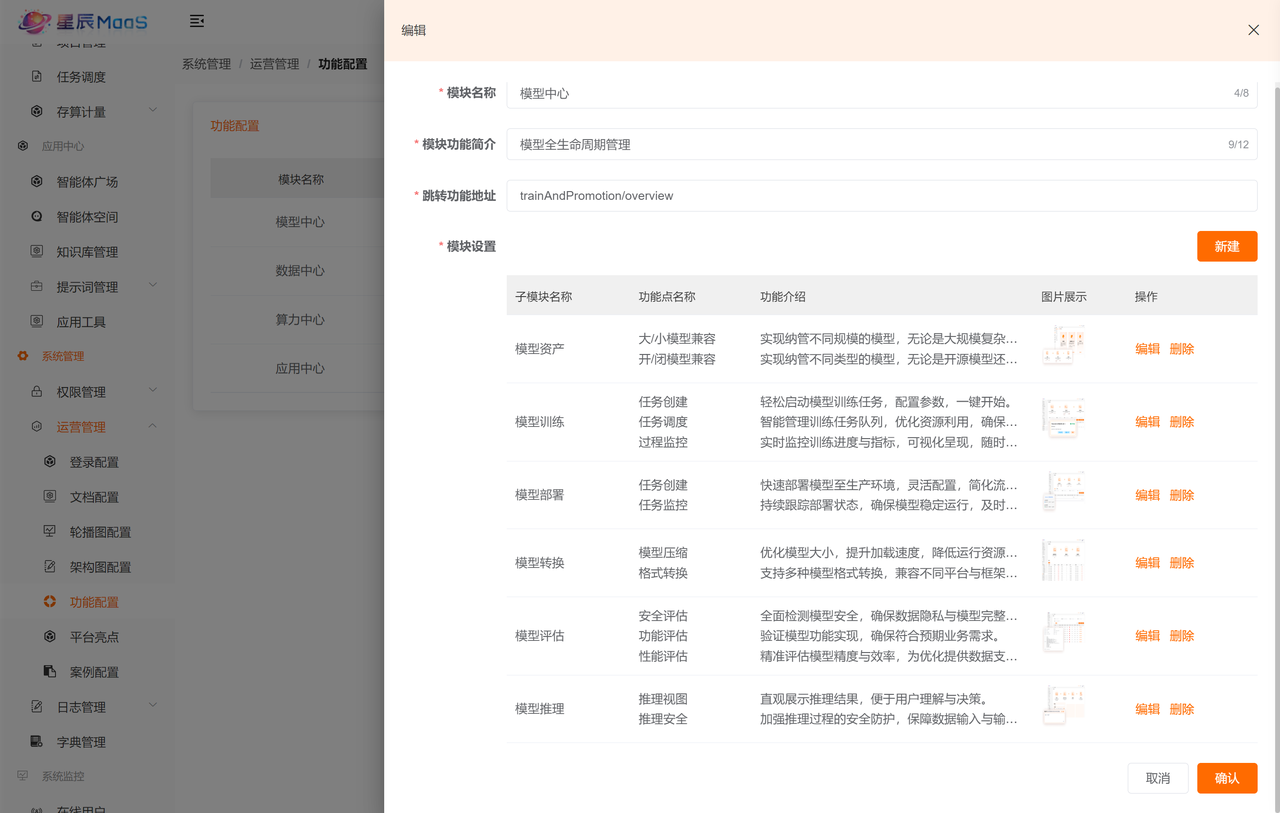 星辰MaaS
项目管理
任务调度
存算计量
应用中心
智能体广场
智能体空间
知识库管理
提示词管理
应用工具
系统管理
权限管理
运营管理
登录配置
文档配置
轮播图配置
架构图配置
功能配置
平台亮点
案例配置
日志管理
字典管理
系统监控
在线用户
系统管理 / 运营管理 / 功能配置
功能配置
模块名称
模型中心
数据中心
算力中心
应用中心
编辑
* 模块名称 模型中心 4/8
* 模块功能简介 模型全生命周期管理 9/12
* 跳转功能地址 trainAndPromotion/overview
* 模块设置 新建
子模块名称 功能点名称 功能介绍 图片展示 操作
模型资产 编辑 删除
大/小模型兼容 实现纳管不同规模的模型，无论是大规模复杂...
开/闭模型兼容 实现纳管不同类型的模型，无论是开源模型还...
模型训练 编辑 删除
任务创建 轻松启动模型训练任务，配置参数，一键开始。
任务调度 智能管理训练任务队列，优化资源利用，确保...
过程监控 实时监控训练进度与指标，可视化呈现，随时...
模型部署 编辑 删除
任务创建 快速部署模型至生产环境，灵活配置，简化流...
任务监控 持续跟踪部署状态，确保模型稳定运行，及时...
模型转换 编辑 删除
模型压缩 优化模型大小，提升加载速度，降低运行资源...
格式转换 支持多种模型格式转换，兼容不同平台与框架...
模型评估 编辑 删除
安全评估 全面检测模型安全，确保数据隐私与模型完整...
功能评估 验证模型功能实现，确保符合预期业务需求。
性能评估 精准评估模型精度与效率，为优化提供数据支...
模型推理 编辑 删除
推理视图 直观展示推理结果，便于用户理解与决策。
推理安全 加强推理过程的安全防护，保障数据输入与输...
取消 确认